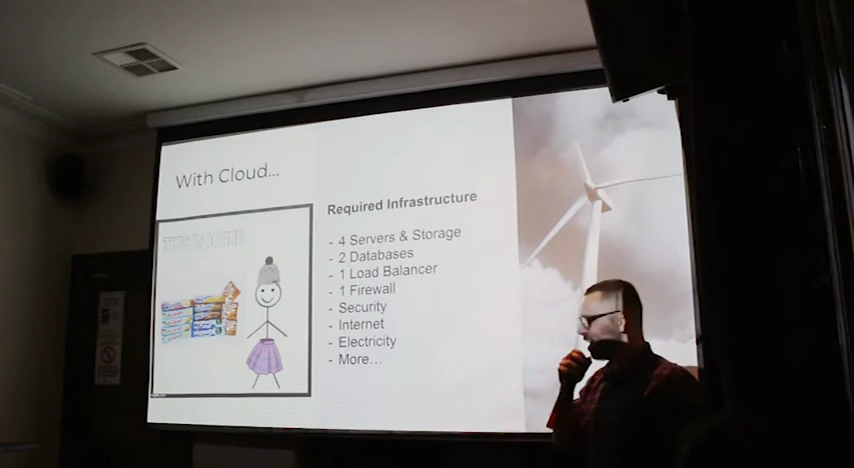 With Cloud...
Required Infrastructure
- 4 Servers & Storage
- 2 Databases
- 1 Load Balancer
- 1 Firewall
- Security
- Internet
- Electricity
- More...